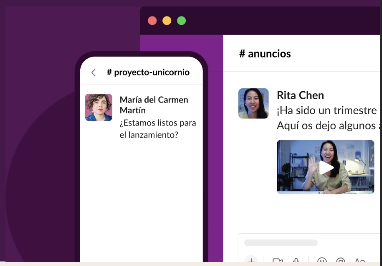 # anuncios
# proyecto-unicornio
María del Carmen
Martín
¿Estamos listos para
el lanzamiento?
Rita Chen
¡Ha sido un trimestre
Aquí os dejo algunos